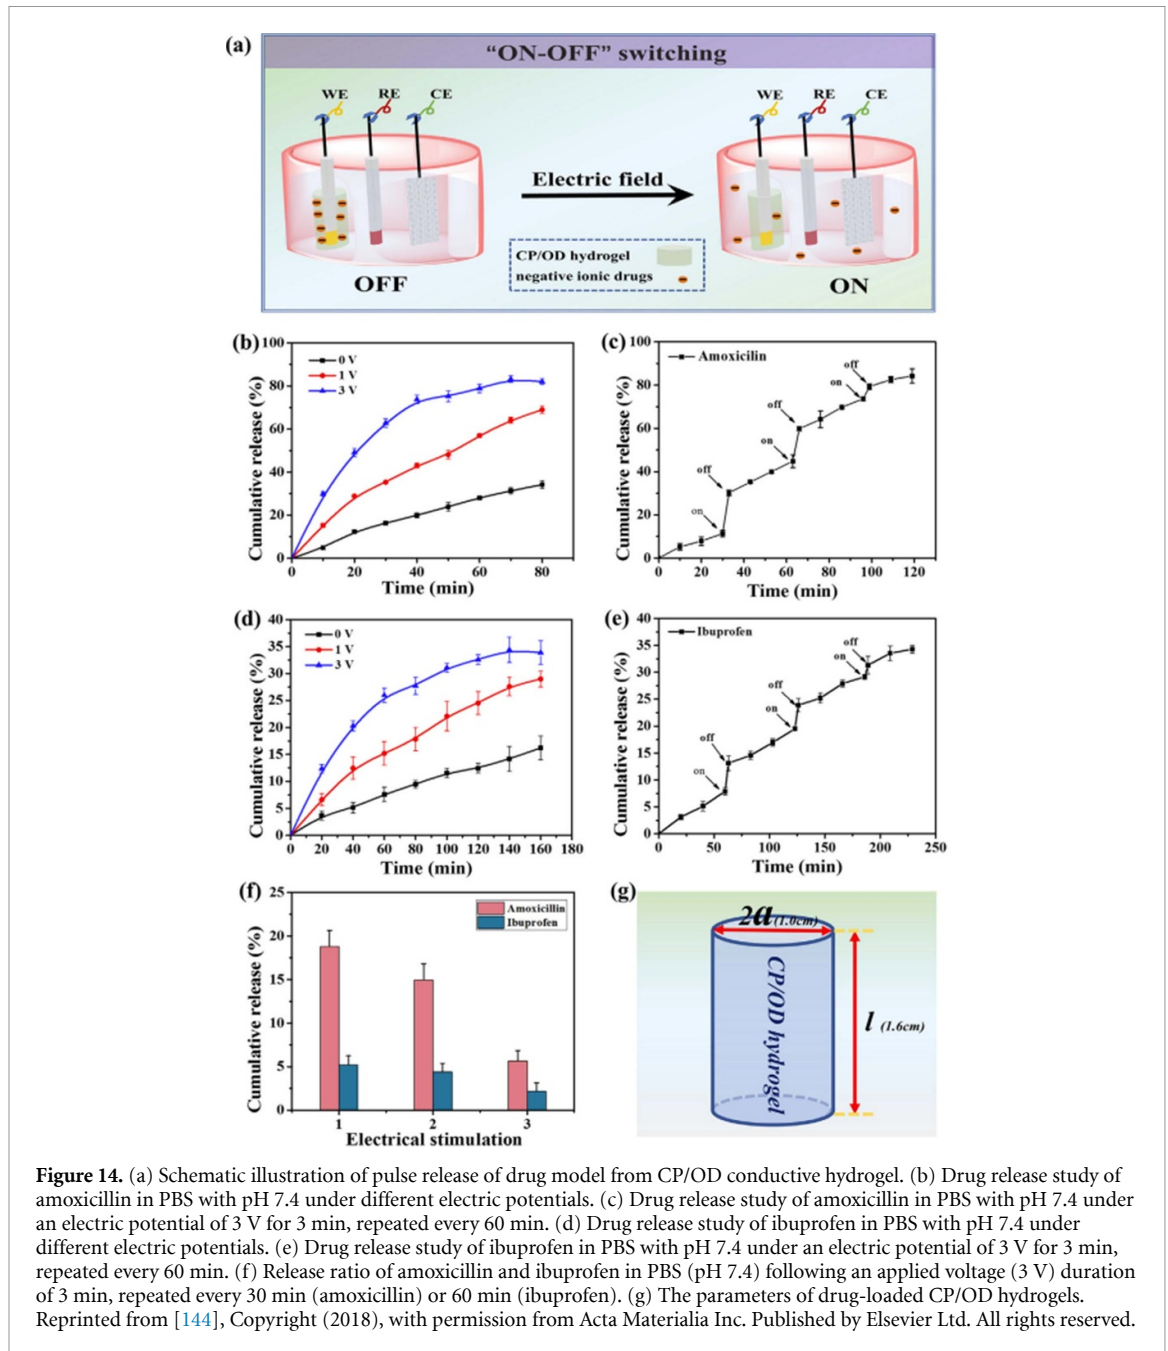 (a)
“ON-OFF” switching
WE RE CE
WE RE CE
Electric field
CP/OD hydrogel
negative ionic drugs
OFF
ON
(b)
100
80
60
40
20
0
0 V
1 V
3 V
Cumulative release (%)
0 20 40 60 80
Time (min)
(c)
100
80
60
40
20
0
Amoxicilin
on
off
on
off
on
off
Cumulative release (%)
0 20 40 60 80 100 120
Time (min)
(d)
40
35
30
25
20
15
10
5
0
0 V
1 V
3 V
Cumulative release (%)
0 20 40 60 80 100 120 140 160 180
Time (min)
(e)
40
35
30
25
20
15
10
5
0
Ibuprofen
on
off
on
off
on
off
Cumulative release (%)
0 50 100 150 200 250
Time (min)
(f)
25
20
15
10
5
0
Amoxicillin
Ibuprofen
Cumulative release (%)
1 2 3
Electrical stimulation
(g)
2a (1.0cm)
CP/OD hydrogel
l (1.6cm)
Figure 14. (a) Schematic illustration of pulse release of drug model from CP/OD conductive hydrogel. (b) Drug release study of
amoxicillin in PBS with pH 7.4 under different electric potentials. (c) Drug release study of amoxicillin in PBS with pH 7.4 under
an electric potential of 3 V for 3 min, repeated every 60 min. (d) Drug release study of ibuprofen in PBS with pH 7.4 under
different electric potentials. (e) Drug release study of ibuprofen in PBS with pH 7.4 under an electric potential of 3 V for 3 min,
repeated every 60 min. (f) Release ratio of amoxicillin and ibuprofen in PBS (pH 7.4) following an applied voltage (3 V) duration
of 3 min, repeated every 30 min (amoxicillin) or 60 min (ibuprofen). (g) The parameters of drug-loaded CP/OD hydrogels.
Reprinted from [144], Copyright (2018), with permission from Acta Materialia Inc. Published by Elsevier Ltd. All rights reserved.